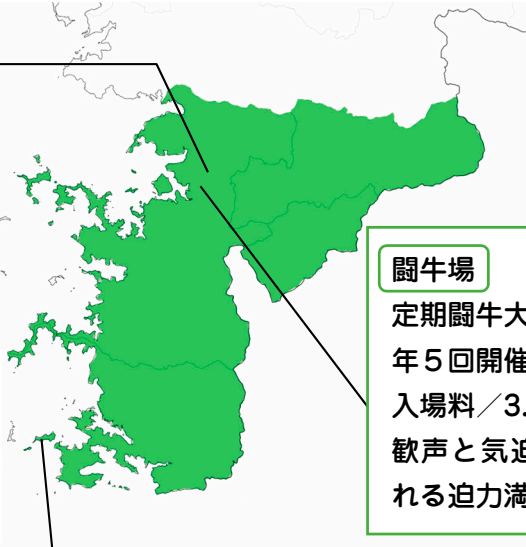 闘牛場
定期闘牛大
年５回開催
入場料／3.
歓声と気迫
れる迫力満